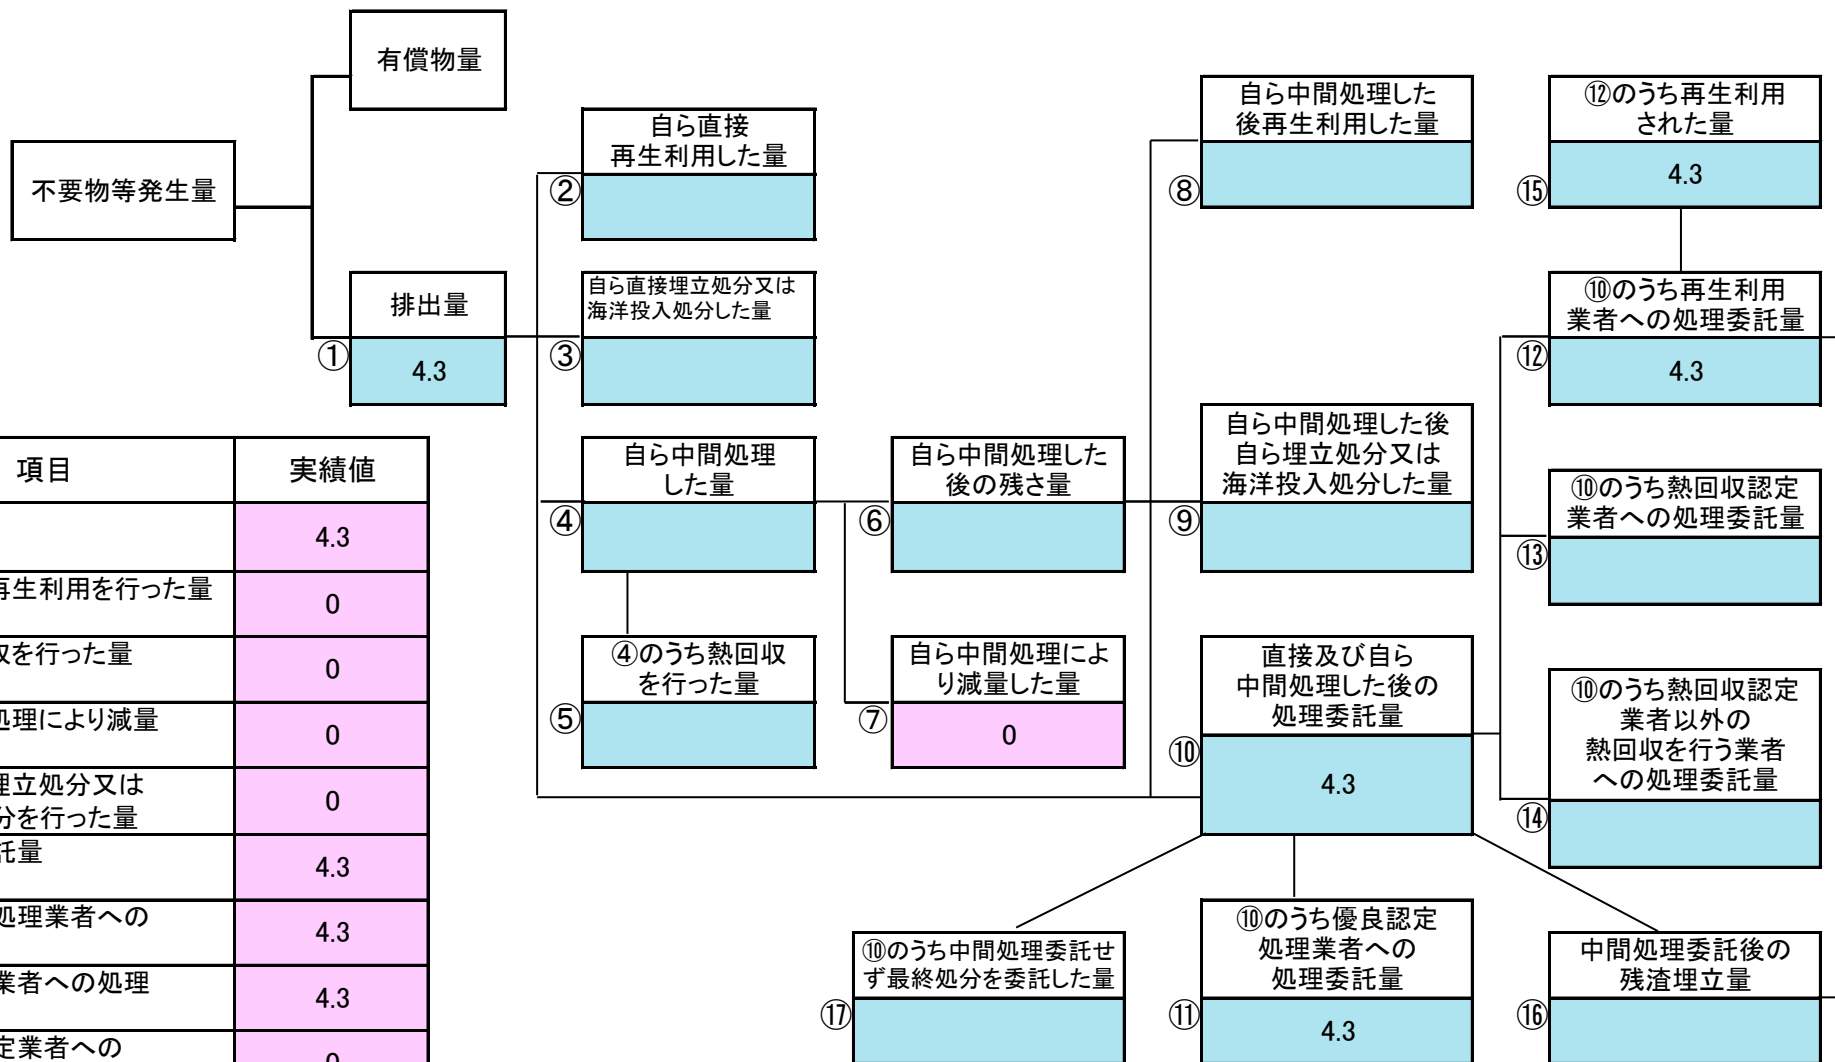 有償物量
不要物等発生量
排出量
①
4.3
自ら直接
再生利用した量
②
自ら直接埋立処分又は
海洋投入処分した量
③
自ら中間処理
した量
④
④のうち熱回収
を行った量
⑤
自ら中間処理した
後の残さ量
⑥
自ら中間処理によ
り減量した量
⑦
0
自ら中間処理した
後再生利用した量
⑧
自ら中間処理した後
自ら埋立処分又は
海洋投入処分した量
⑨
直接及び自ら
中間処理した後の
処理委託量
⑩
4.3
⑫のうち再生利用
された量
⑮
4.3
⑩のうち再生利用
業者への処理委託量
⑫
4.3
⑩のうち熱回収認定
業者への処理委託量
⑬
⑩のうち熱回収認定
業者以外の
熱回収を行う業者
への処理委託量
⑭
⑩のうち中間処理委託せ
ず最終処分を委託した量
⑰
⑩のうち優良認定
処理業者への
処理委託量
⑪
4.3
中間処理委託後の
残渣埋立量
⑯
項目 実績値
4.3
再生利用を行った量 0
を行った量 0
処理により減量 0
埋立処分又は
分を行った量 0
託量 4.3
処理業者への 4.3
業者への処理 4.3
定業者への 0